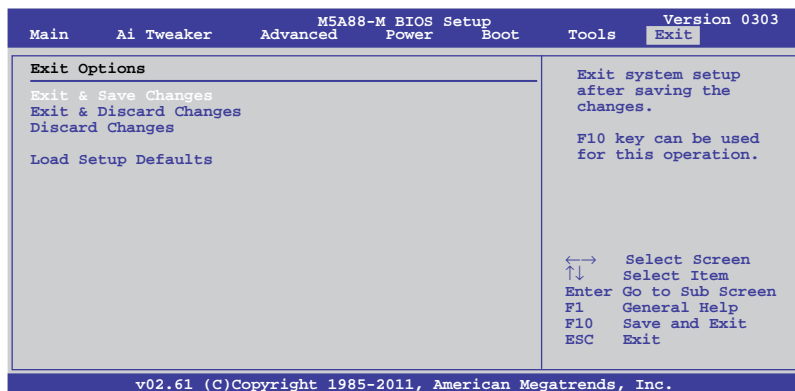 M5A88-M BIOS Setup Version 0303
Main Ai Tweaker Advanced Power Boot Tools Exit
Exit Options
Exit & Save Changes
Exit & Discard Changes
Discard Changes
Load Setup Defaults
Exit system setup
after saving the
changes.
F10 key can be used
for this operation.
←→ Select Screen
↑↓ Select Item
Enter Go to Sub Screen
F1 General Help
F10 Save and Exit
ESC Exit
v02.61 (C)Copyright 1985-2011, American Megatrends, Inc.